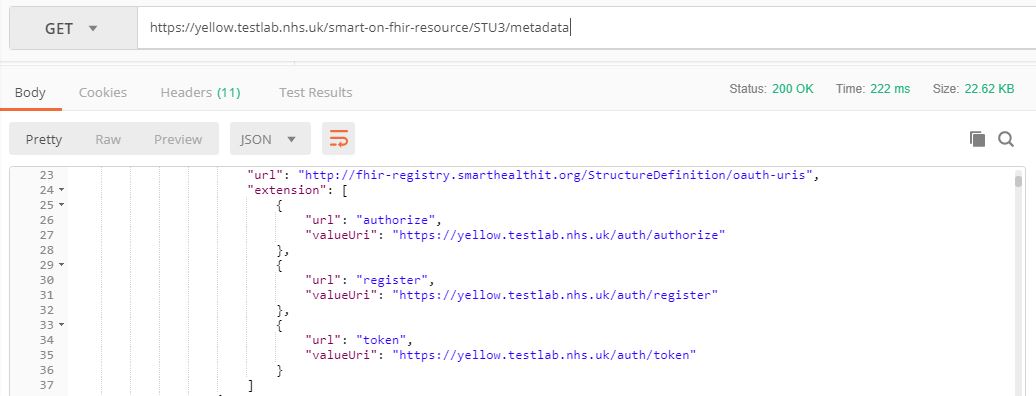 GET https://yellow.testlab.nhs.uk/smart-on-fhir-resource/STU3/metadata
Body Cookies Headers (11) Test Results Status: 200 OK Time: 222 ms Size: 22.62 KB
Pretty Raw Preview JSON
23 "url": "http://fhir-registry.smarthealthit.org/StructureDefinition/oauth-uris",
24 "extension": [
25 {
26 "url": "authorize",
27 "valueUri": "https://yellow.testlab.nhs.uk/auth/authorize"
28 },
29 {
30 "url": "register",
31 "valueUri": "https://yellow.testlab.nhs.uk/auth/register"
32 },
33 {
34 "url": "token",
35 "valueUri": "https://yellow.testlab.nhs.uk/auth/token"
36 }
37 ]